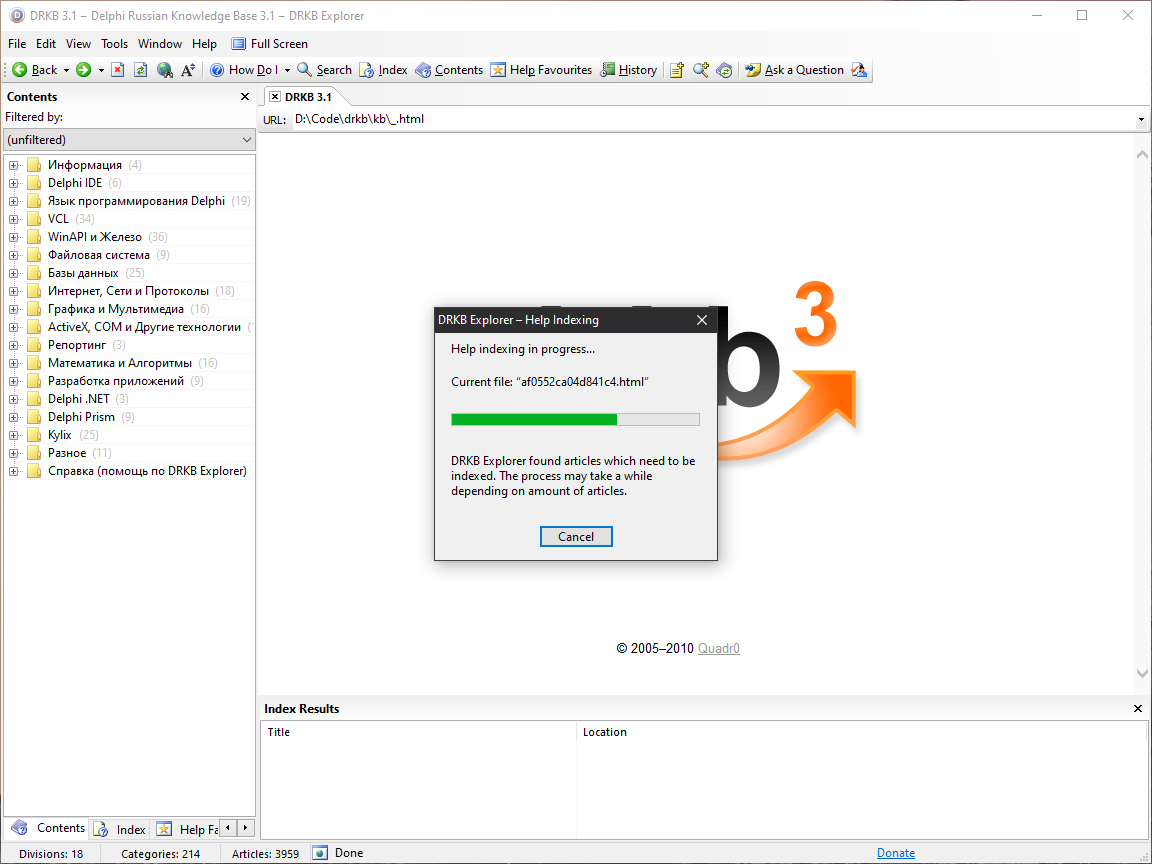 DRKB 3.1 – Delphi Russian Knowledge Base 3.1 – DRKB Explorer
File Edit View Tools Window Help Full Screen
Back How Do I Search Index Contents Help Favourites History Ask a Question
Contents
Filtered by:
(unfiltered)
Информация (4)
Delphi IDE (6)
Язык программирования Delphi (19)
VCL (34)
WinAPI и Железо (36)
Файловая система (9)
Базы данных (25)
Интернет, Сети и Протоколы (18)
Графика и Мультимедиа (16)
ActiveX, COM и Другие технологии (
Репортинг (3)
Математика и Алгоритмы (16)
Разработка приложений (9)
Delphi .NET (3)
Delphi Prism (9)
Kylix (25)
Разное (11)
Справка (помощь по DRKB Explorer)
Contents Index Help Fa
DRKB 3.1
URL: D:\Code\drkb\kb\_.html
b3
DRKB Explorer – Help Indexing
Help indexing in progress...
Current file: "af0552ca04d841c4.html"
DRKB Explorer found articles which need to be
indexed. The process may take a while
depending on amount of articles.
Cancel
© 2005–2010 Quadr0
Index Results
Title Location
Divisions: 18 Categories: 214 Articles: 3959 Done Donate